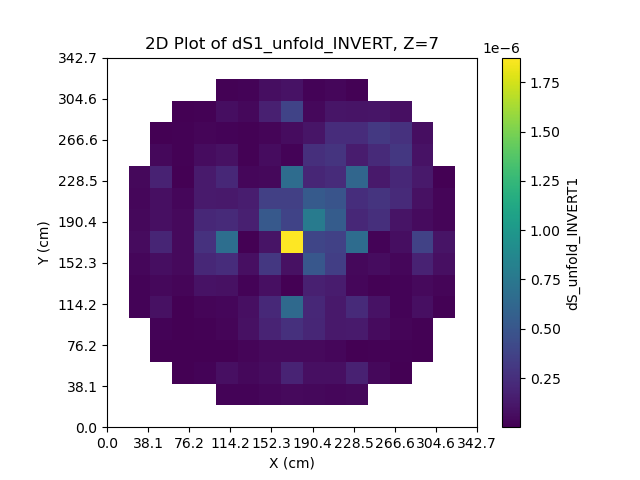 2D Plot of dS1_unfold_INVERT, Z=7
1e−6
342.7
304.6
266.6
228.5
190.4
152.3
114.2
76.2
38.1
0.0
Y (cm)
0.0 38.1 76.2 114.2 152.3 190.4 228.5 266.6 304.6 342.7
X (cm)
1.75
1.50
1.25
1.00
0.75
0.50
0.25
dS_unfold_INVERT1